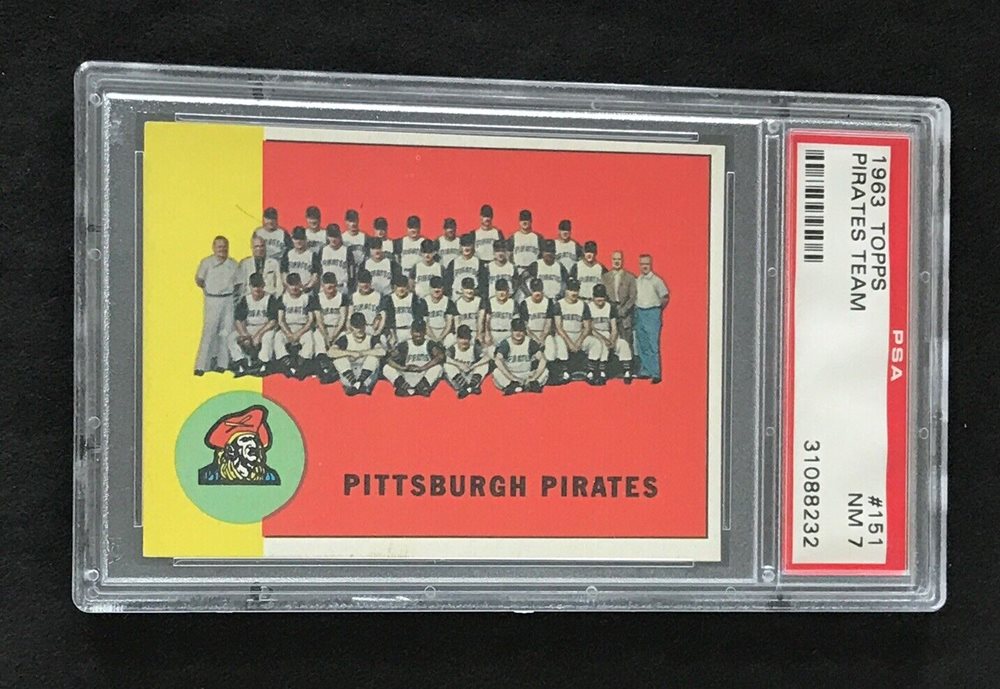 PITTSBURGH PIRATES
1963 TOPPS #151
PIRATES TEAM NM 7
PSA
31088232